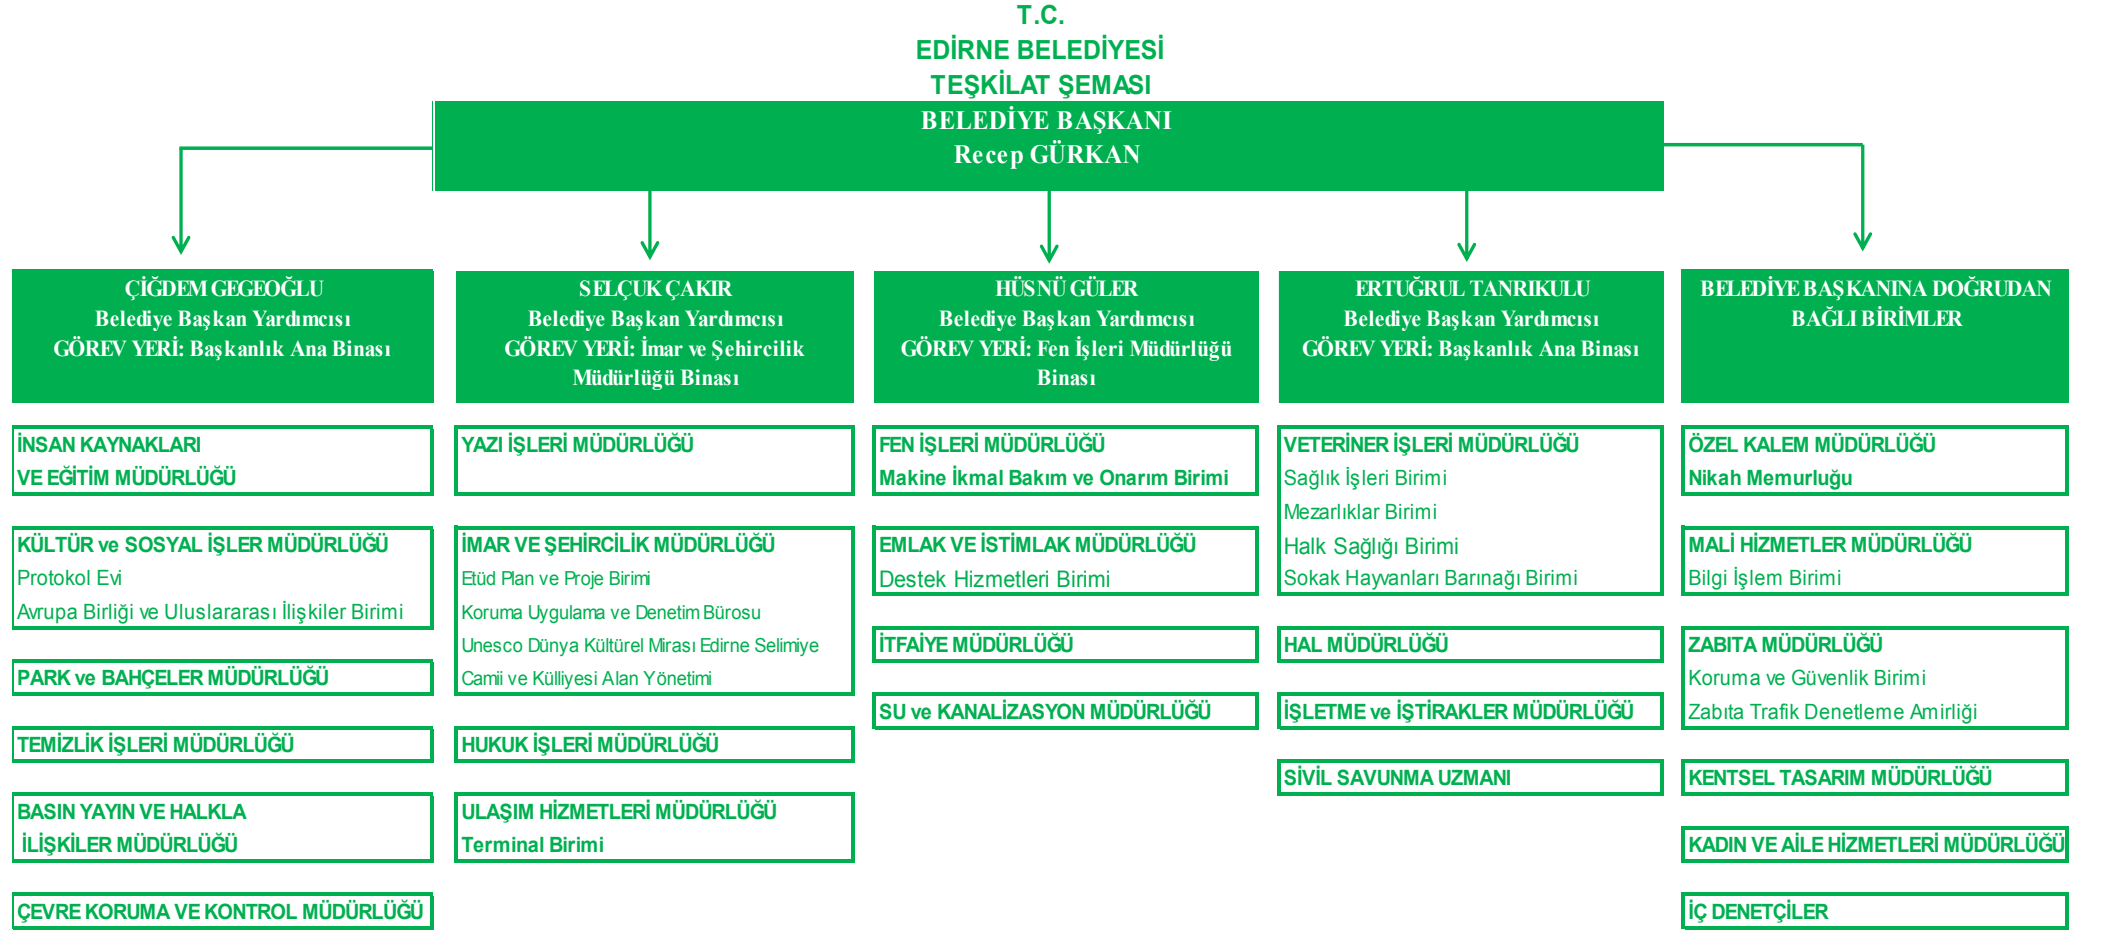 T.C.
EDİRNE BELEDİYESİ
TEŞKİLAT ŞEMASI
BELEDİYE BAŞKANI
Recep GÜRKAN
ÇİĞDEM GEGEOĞLU
Belediye Başkan Yardımcısı
GÖREV YERİ: Başkanlık Ana Binası
İNSAN KAYNAKLARI
VE EĞİTİM MÜDÜRLÜĞÜ
KÜLTÜR ve SOSYAL İŞLER MÜDÜRLÜĞÜ
Protokol Evi
Avrupa Birliği ve Uluslararası İlişkiler Birimi
PARK ve BAHÇELER MÜDÜRLÜĞÜ
TEMİZLİK İŞLERİ MÜDÜRLÜĞÜ
BASIN YAYIN VE HALKLA
İLİŞKİLER MÜDÜRLÜĞÜ
ÇEVRE KORUMA VE KONTROL MÜDÜRLÜĞÜ
SELÇUK ÇAKIR
Belediye Başkan Yardımcısı
GÖREV YERİ: İmar ve Şehircilik
Müdürlüğü Binası
YAZI İŞLERİ MÜDÜRLÜĞÜ
İMAR VE ŞEHİRCİLİK MÜDÜRLÜĞÜ
Etüd Plan ve Proje Birimi
Koruma Uygulama ve Denetim Bürosu
Unesco Dünya Kültürel Mirası Edirne Selimiye
Camii ve Külliyesi Alan Yönetimi
HUKUK İŞLERİ MÜDÜRLÜĞÜ
ULAŞIM HİZMETLERİ MÜDÜRLÜĞÜ
Terminal Birimi
HÜSNÜ GÜLER
Belediye Başkan Yardımcısı
GÖREV YERİ: Fen İşleri Müdürlüğü
Binası
FEN İŞLERİ MÜDÜRLÜĞÜ
Makine İkmal Bakım ve Onarım Birimi
EMLAK VE İSTİMLAK MÜDÜRLÜĞÜ
Destek Hizmetleri Birimi
İTFAİYE MÜDÜRLÜĞÜ
SU ve KANALİZASYON MÜDÜRLÜĞÜ
ERTUĞRUL TANRIKULU
Belediye Başkan Yardımcısı
GÖREV YERİ: Başkanlık Ana Binası
VETERİNER İŞLERİ MÜDÜRLÜĞÜ
Sağlık İşleri Birimi
Mezarlıklar Birimi
Halk Sağlığı Birimi
Sokak Hayvanları Barınağı Birimi
HAL MÜDÜRLÜĞÜ
İŞLETME ve İŞTİRAKLER MÜDÜRLÜĞÜ
SİVİL SAVUNMA UZMANI
BELEDİYE BAŞKANINA DOĞRUDAN
BAĞLI BİRİMLER
ÖZEL KALEM MÜDÜRLÜĞÜ
Nikah Memurluğu
MALİ HİZMETLER MÜDÜRLÜĞÜ
Bilgi İşlem Birimi
ZABITA MÜDÜRLÜĞÜ
Koruma ve Güvenlik Birimi
Zabıta Trafik Denetleme Amirliği
KENTSEL TASARIM MÜDÜRLÜĞÜ
KADIN VE AİLE HİZMETLERİ MÜDÜRLÜĞÜ
İÇ DENETÇİLER